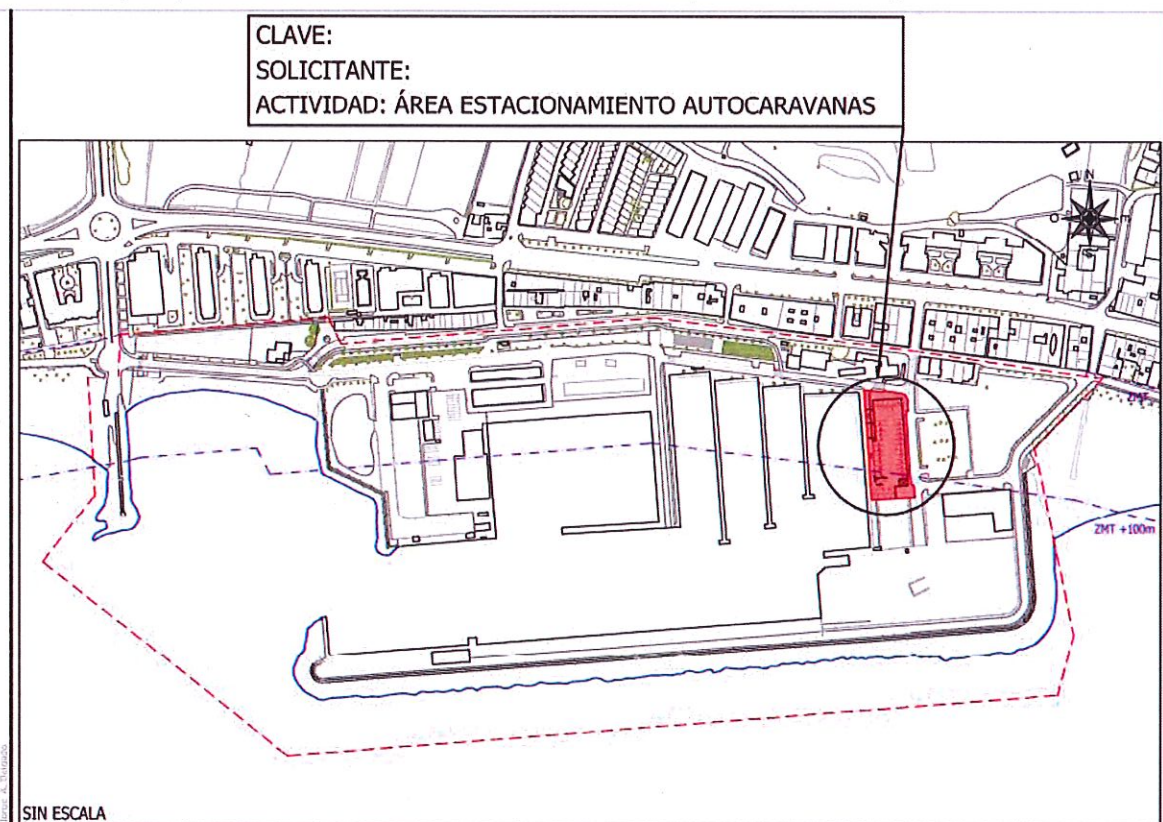 CLAVE:
SOLICITANTE:
ACTIVIDAD: ÁREA ESTACIONAMIENTO AUTOCARAVANAS
N
ZMT
ZMT +100m
SIN ESCALA